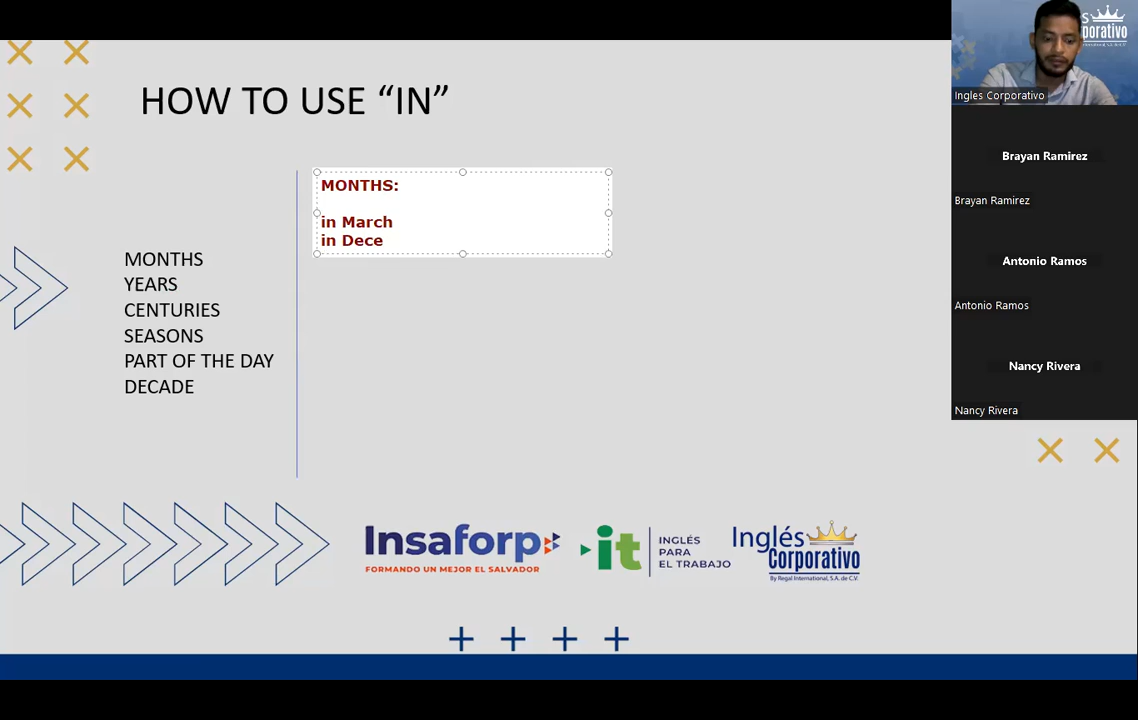 HOW TO USE “IN”
MONTHS:
in March
in Dece
MONTHS
YEARS
CENTURIES
SEASONS
PART OF THE DAY
DECADE
Insaforp
FORMANDO UN MEJOR EL SALVADOR
it
INGLÉS
PARA
EL TRABAJO
Inglés
Corporativo
By Regal International, S.A. de C.V.
s
porativo
Ingles Corporativo
Brayan Ramirez
Brayan Ramirez
Antonio Ramos
Antonio Ramos
Nancy Rivera
Nancy Rivera